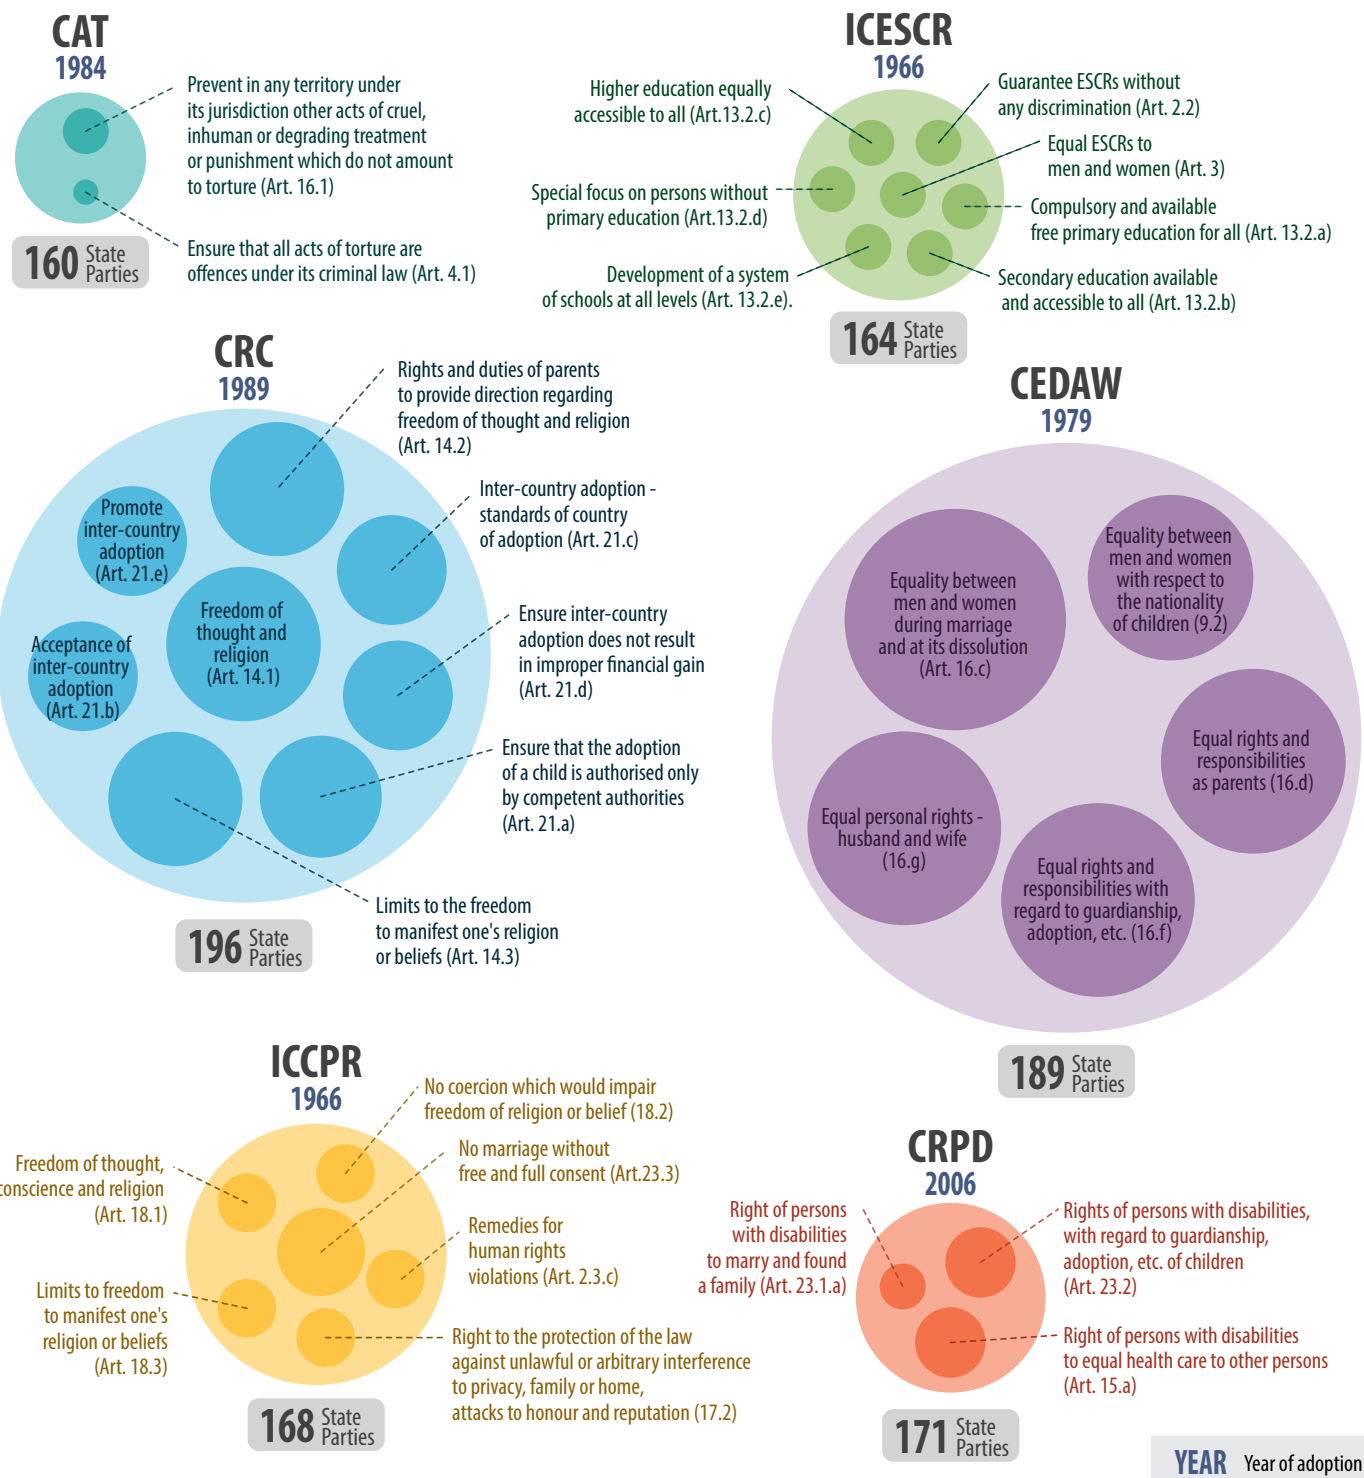 CAT
1984
Prevent in any territory under
its jurisdiction other acts of cruel,
inhuman or degrading treatment
or punishment which do not amount
to torture (Art. 16.1)
Ensure that all acts of torture are
offences under its criminal law (Art. 4.1)
160 State
Parties
ICESCR
1966
Higher education equally
accessible to all (Art.13.2.c)
Special focus on persons without
primary education (Art.13.2.d)
Development of a system
of schools at all levels (Art. 13.2.e).
Guarantee ESCRs without
any discrimination (Art. 2.2)
Equal ESCRs to
men and women (Art. 3)
Compulsory and available
free primary education for all (Art. 13.2.a)
Secondary education available
and accessible to all (Art. 13.2.b)
164 State
Parties
CRC
1989
Rights and duties of parents
to provide direction regarding
freedom of thought and religion
(Art. 14.2)
Inter-country adoption -
standards of country
of adoption (Art. 21.c)
Promote
inter-country
adoption
(Art. 21.e)
Freedom of
thought and
religion
(Art. 14.1)
Acceptance of
inter-country
adoption
(Art. 21.b)
Ensure inter-country
adoption does not result
in improper financial gain
(Art. 21.d)
Ensure that the adoption
of a child is authorised only
by competent authorities
(Art. 21.a)
Limits to the freedom
to manifest one's religion
or beliefs (Art. 14.3)
196 State
Parties
CEDAW
1979
Equality between
men and women
during marriage
and at its dissolution
(Art. 16.c)
Equality between
men and women
with respect to
the nationality
of children (9.2)
Equal rights and
responsibilities
as parents (16.d)
Equal personal rights -
husband and wife
(16.g)
Equal rights and
responsibilities with
regard to guardianship,
adoption, etc. (16.f)
189 State
Parties
ICCPR
1966
No coercion which would impair
freedom of religion or belief (18.2)
No marriage without
free and full consent (Art.23.3)
Freedom of thought,
conscience and religion
(Art. 18.1)
Remedies for
human rights
violations (Art. 2.3.c)
Limits to freedom
to manifest one's
religion or beliefs
(Art. 18.3)
Right to the protection of the law
against unlawful or arbitrary interference
to privacy, family or home,
attacks to honour and reputation (17.2)
168 State
Parties
CRPD
2006
Right of persons
with disabilities
to marry and found
a family (Art. 23.1.a)
Rights of persons with disabilities,
with regard to guardianship,
adoption, etc. of children
(Art. 23.2)
Right of persons with disabilities
to equal health care to other persons
(Art. 15.a)
171 State
Parties
YEAR Year of adoption